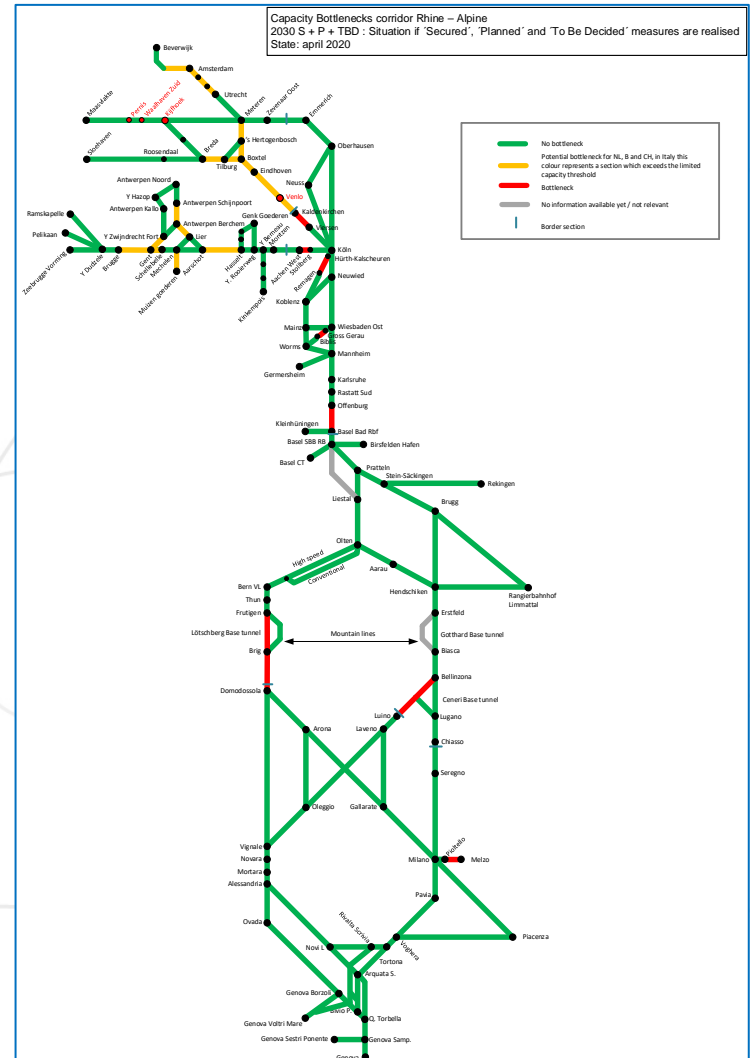 Capacity Bottlenecks corridor Rhine – Alpine
2030 S + P + TBD : Situation if ´Secured´, ´Planned´ and ´To Be Decided´ measures are realised
State: april 2020
No bottleneck
Potential bottleneck for NL, B and CH, in Italy this
colour represents a section which exceeds the limited
capacity threshold
Bottleneck
No information available yet / not relevant
Border section
Beverwijk
Amsterdam
Utrecht
Maasvlakte
Pernis
Waalhaven Zuid
Kijfhoek
Meteren
Zevenaar Oost
Emmerich
Sloehaven
Roosendaal
Breda
Tilburg
's Hertogenbosch
Boxtel
Eindhoven
Oberhausen
Neuss
Venlo
Kaldenkirchen
Viersen
Antwerpen Noord
Y Hazop
Antwerpen Kallo
Antwerpen Schijnpoort
Ramskapelle
Pelikaan
Antwerpen Berchem
Genk Goederen
Y Zwijndrecht Fort
Lier
Zeebrugge Vorming
Y Dudzele
Brugge
Gent
Schellebelle
Mechelen
Muizen goederen
Aarschot
Hasselt
Y. Rooierweg
Kinkempois
Y Berneau
Montzen
Aachen West
Stolberg
Köln
Hürth-Kalscheuren
Remagen
Neuwied
Koblenz
Mainz
Wiesbaden Ost
Gross Gerau
Biblis
Worms
Mannheim
Germersheim
Karlsruhe
Rastatt Sud
Offenburg
Kleinhüningen
Basel Bad Rbf
Basel SBB RB
Birsfelden Hafen
Basel CT
Pratteln
Stein-Säckingen
Rekingen
Liestal
Brugg
Olten
High speed
Conventional
Aarau
Bern VL
Hendschiken
Rangierbahnhof
Limmattal
Thun
Frutigen
Erstfeld
Lötschberg Base tunnel
Mountain lines
Gotthard Base tunnel
Brig
Biasca
Bellinzona
Domodossola
Ceneri Base tunnel
Luino
Lugano
Arona
Laveno
Chiasso
Seregno
Oleggio
Gallarate
Vignale
Novara
Milano
Pioltello
Melzo
Mortara
Alessandria
Pavia
Ovada
Rivalta Scrivia
Novi L
Voghera
Piacenza
Tortona
Arquata S.
Genova Borzoli
Bivio P.
Genova Voltri Mare
Q. Torbella
Genova Sestri Ponente
Genova Samp.
Genova